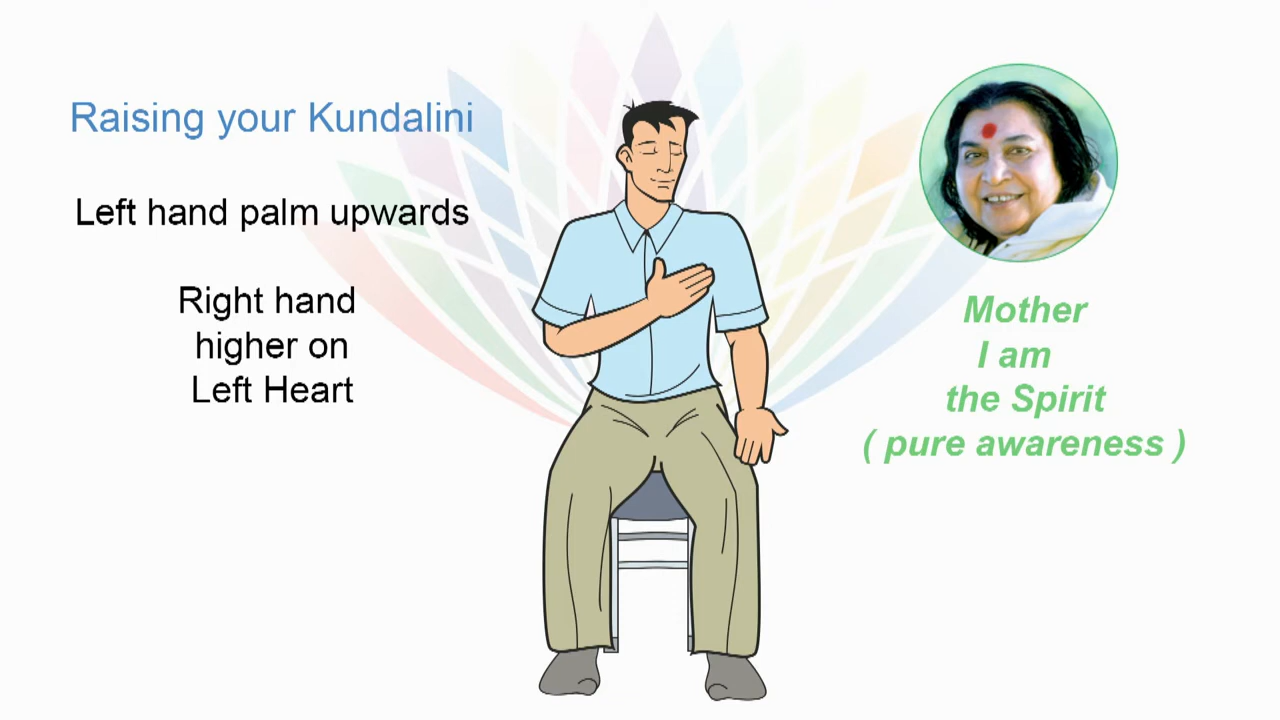 Raising your Kundalini
Left hand palm upwards
Right hand
higher on
Left Heart
Mother
I am
the Spirit
( pure awareness )